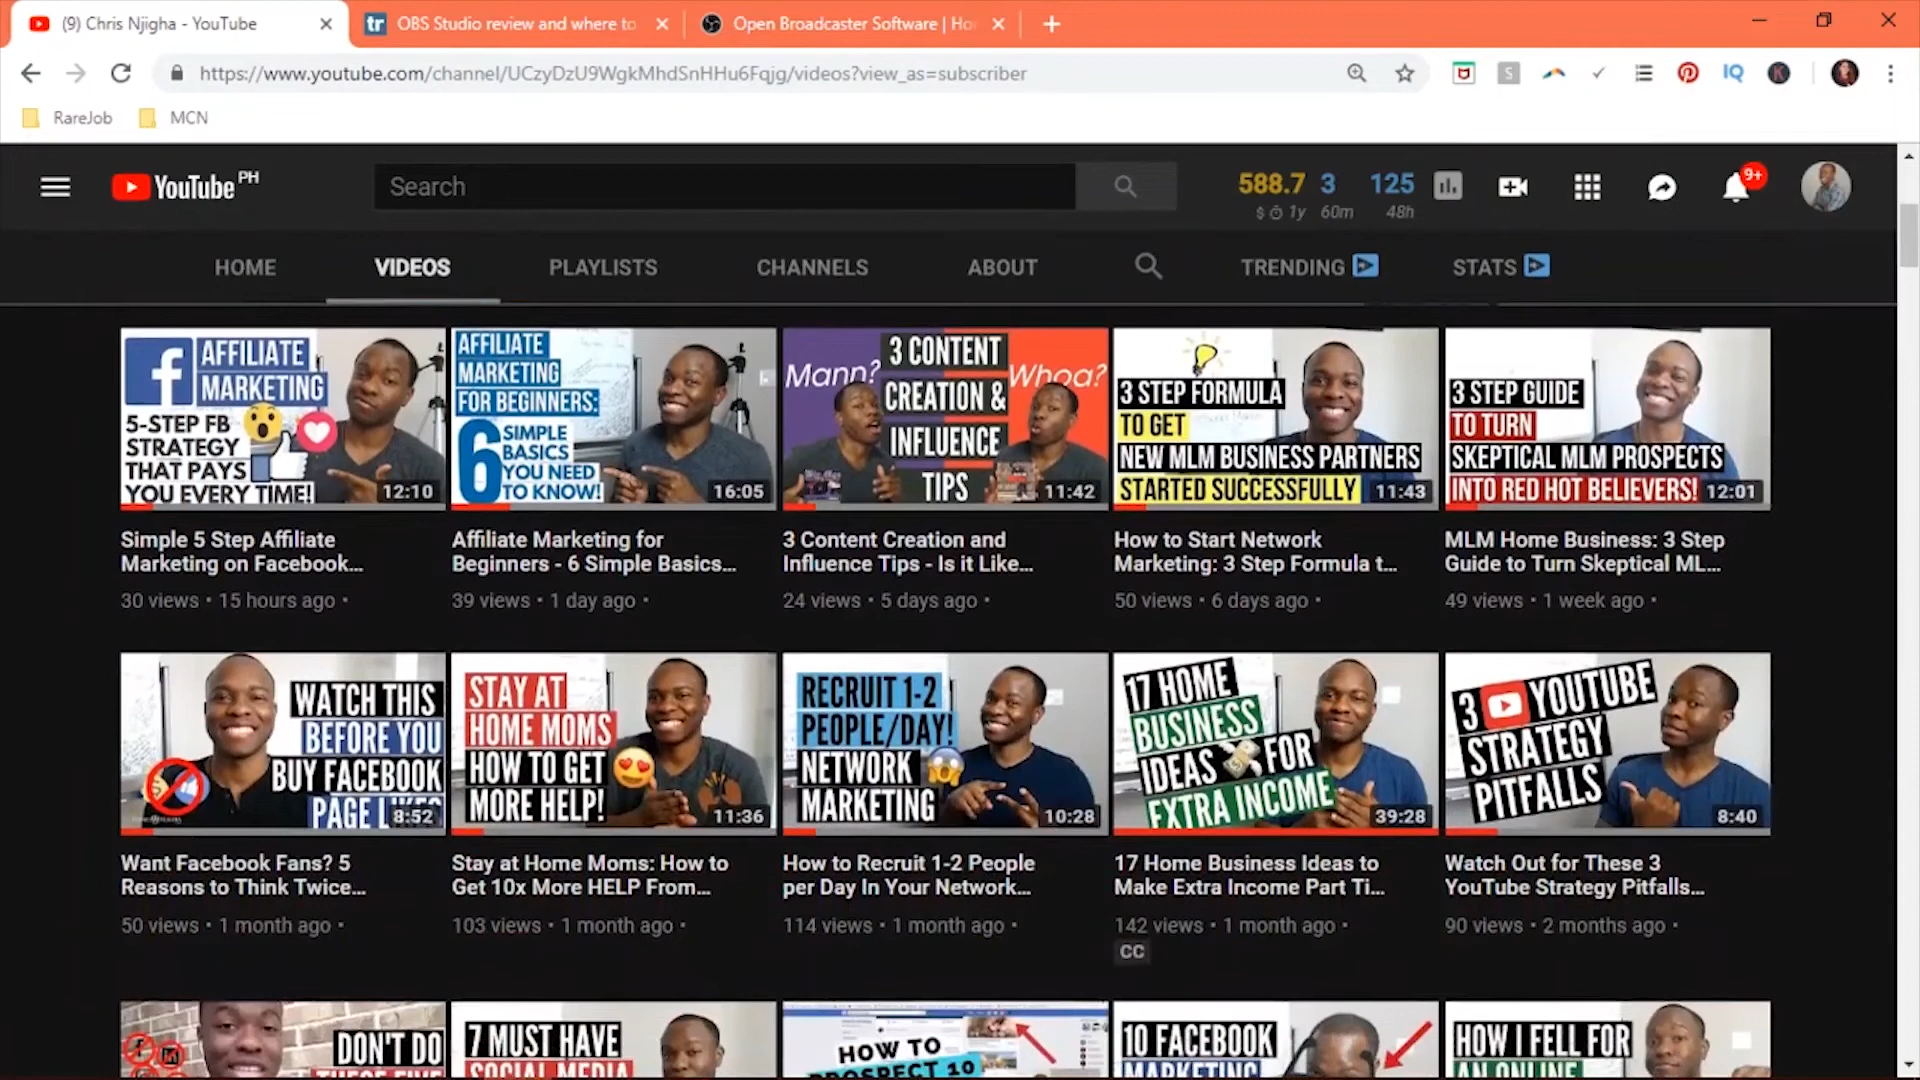 (9) Chris Njigha - YouTube
OBS Studio review and where to
Open Broadcaster Software | Ho
https://www.youtube.com/channel/UCzyDzU9WgkMhdSnHHu6Fqjg/videos?view_as=subscriber
S
IQ
K
RareJob
MCN
YouTube PH
Search
588.7 3 125
$ 1y 60m 48h
9+
HOME
VIDEOS
PLAYLISTS
CHANNELS
ABOUT
TRENDING
STATS
AFFILIATE
MARKETING
5-STEP FB
STRATEGY
THAT PAYS
YOU EVERY TIME!
12:10
AFFILIATE
MARKETING
FOR BEGINNERS:
6 SIMPLE
BASICS
YOU NEED
TO KNOW!
16:05
Mann?
3 CONTENT
CREATION &
INFLUENCE
TIPS
Whoa?
11:42
3 STEP FORMULA
TO GET
NEW MLM BUSINESS PARTNERS
STARTED SUCCESSFULLY
11:43
3 STEP GUIDE
TO TURN
SKEPTICAL MLM PROSPECTS
INTO RED HOT BELIEVERS!
12:01
Simple 5 Step Affiliate
Marketing on Facebook...
30 views • 15 hours ago •
Affiliate Marketing for
Beginners - 6 Simple Basics...
39 views • 1 day ago •
3 Content Creation and
Influence Tips - Is it Like...
24 views • 5 days ago •
How to Start Network
Marketing: 3 Step Formula t...
50 views • 6 days ago •
MLM Home Business: 3 Step
Guide to Turn Skeptical ML...
49 views • 1 week ago •
WATCH THIS
BEFORE YOU
BUY FACEBOOK
PAGE
8:52
STAY AT
HOME MOMS
HOW TO GET
MORE HELP!
11:36
RECRUIT 1-2
PEOPLE/DAY!
NETWORK
MARKETING
10:28
17 HOME
BUSINESS
IDEAS FOR
EXTRA INCOME
39:28
3 YOUTUBE
STRATEGY
PITFALLS
8:40
Want Facebook Fans? 5
Reasons to Think Twice...
50 views • 1 month ago •
Stay at Home Moms: How to
Get 10x More HELP From...
103 views • 1 month ago •
How to Recruit 1-2 People
per Day In Your Network...
114 views • 1 month ago •
17 Home Business Ideas to
Make Extra Income Part Ti...
142 views • 1 month ago •
CC
Watch Out for These 3
YouTube Strategy Pitfalls...
90 views • 2 months ago •
DON'T DO
THESE FIVE
7 MUST HAVE
SOCIAL MEDIA
HOW TO
PROSPECT 10
10 FACEBOOK
MARKETING
HOW I FELL FOR
AN ONLINE